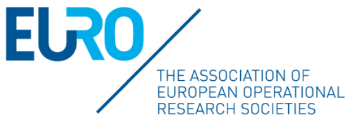 EURO
THE ASSOCIATION OF
EUROPEAN OPERATIONAL
RESEARCH SOCIETIES